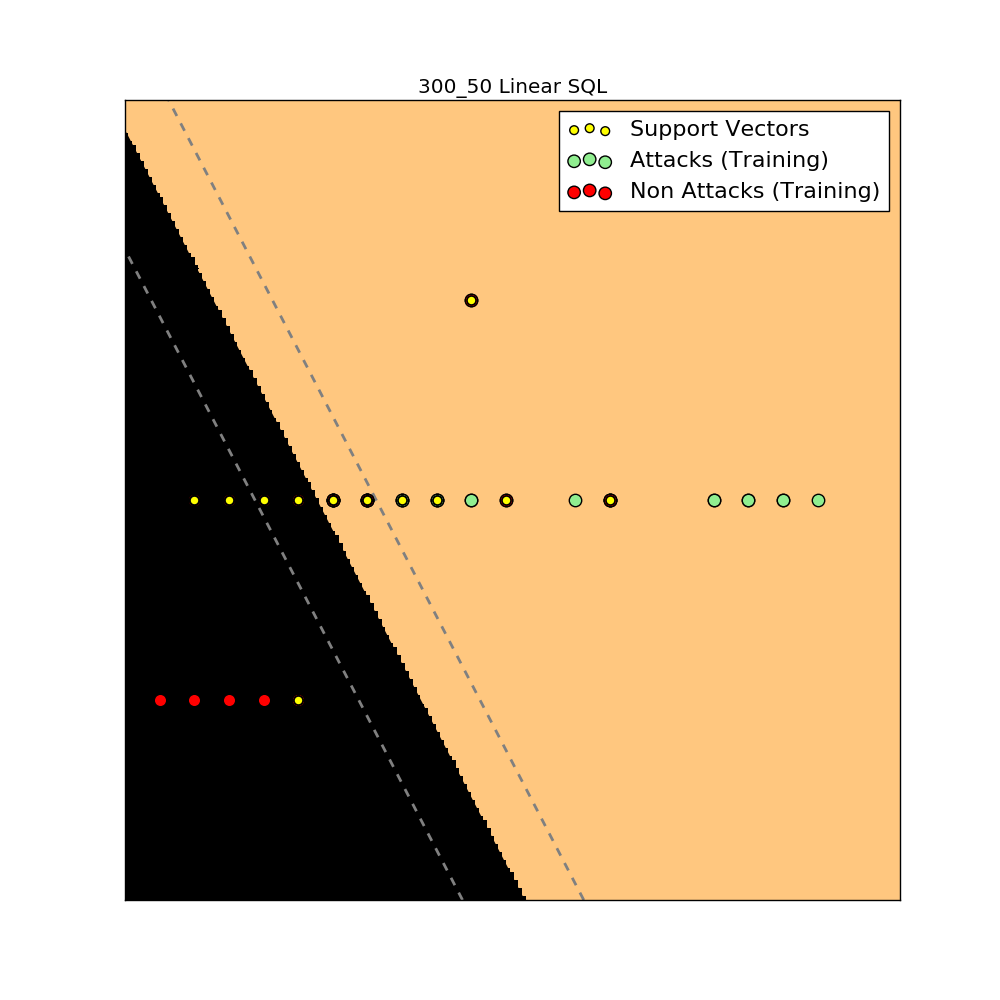 300_50 Linear SQL
Support Vectors
Attacks (Training)
Non Attacks (Training)